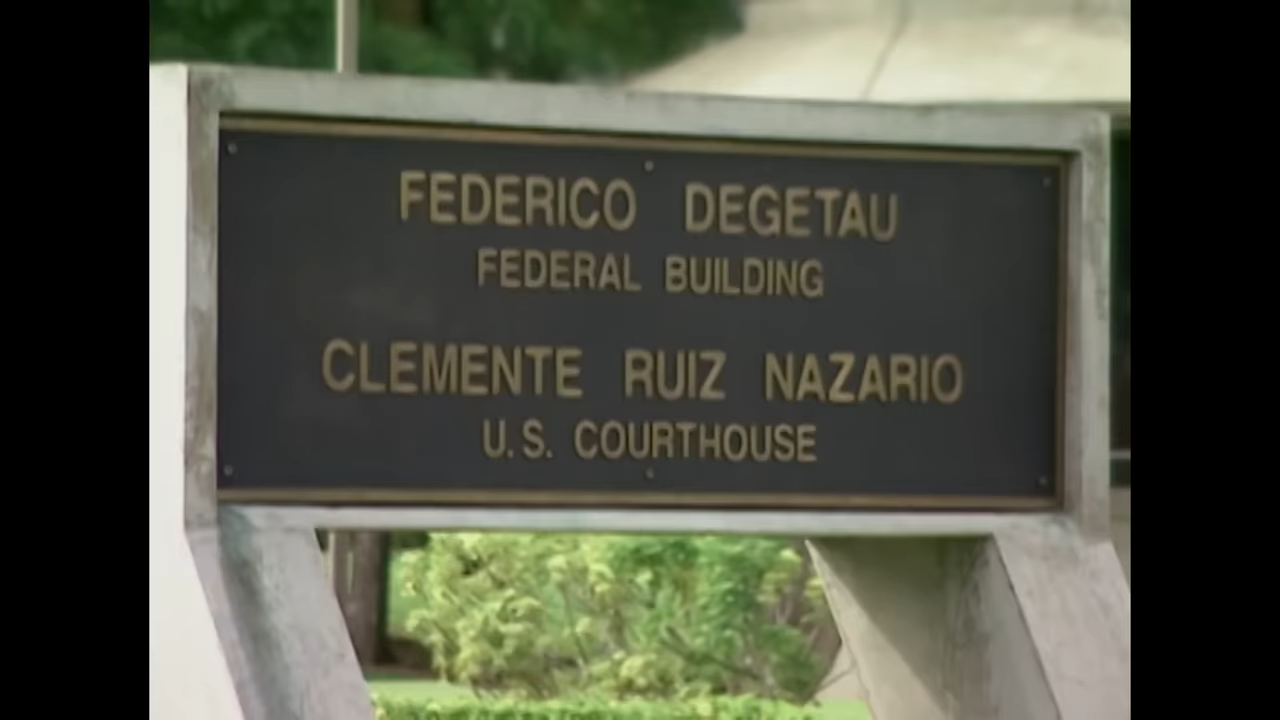 FEDERICO DEGETAU
FEDERAL BUILDING
CLEMENTE RUIZ NAZARIO
U.S. COURTHOUSE